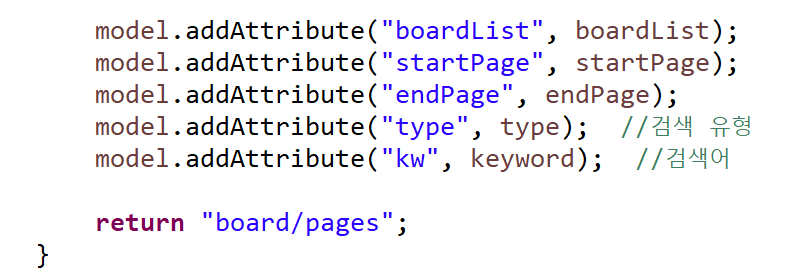 model.addAttribute("boardList", boardList);
model.addAttribute("startPage", startPage);
model.addAttribute("endPage", endPage);
model.addAttribute("type", type);  //검색 유형
model.addAttribute("kw", keyword);  //검색어
return "board/pages";
}